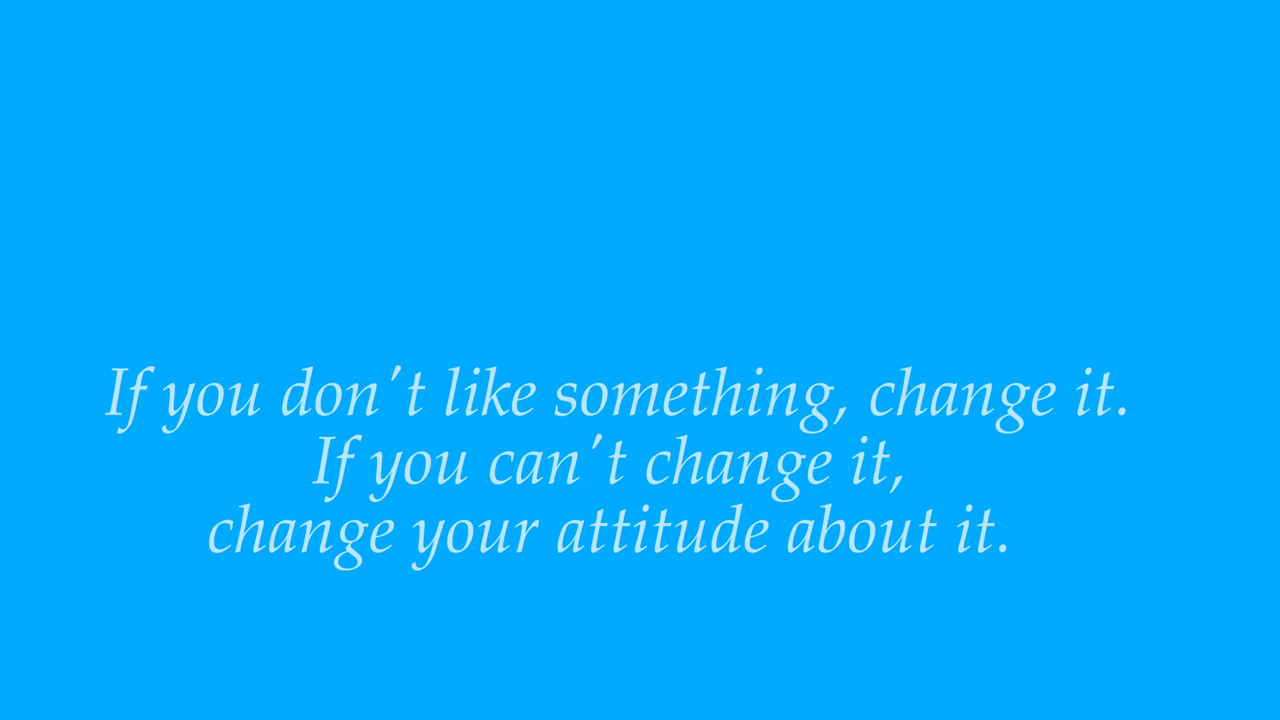 If you don't like something, change it.
If you can't change it,
change your attitude about it.